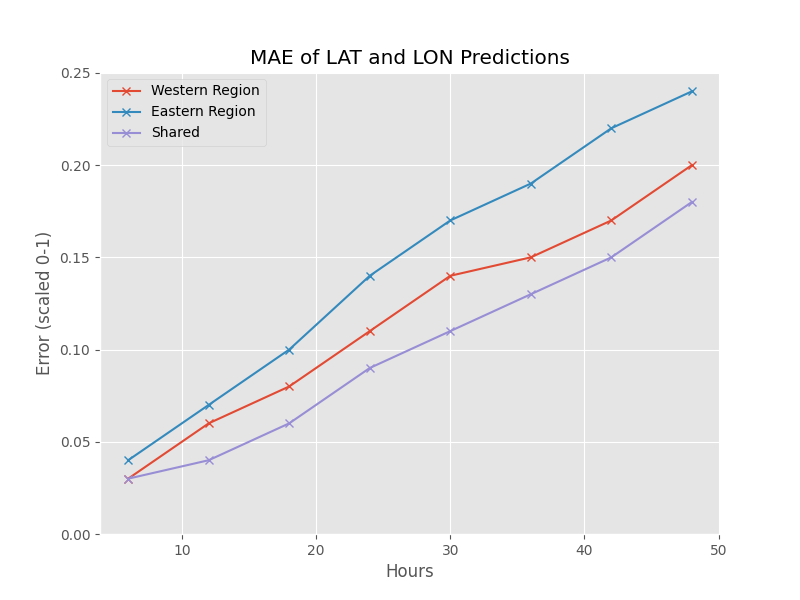 MAE of LAT and LON Predictions
Western Region
Eastern Region
Shared
0.25
0.20
0.15
0.10
0.05
0.00
Error (scaled 0-1)
10 20 30 40 50
Hours